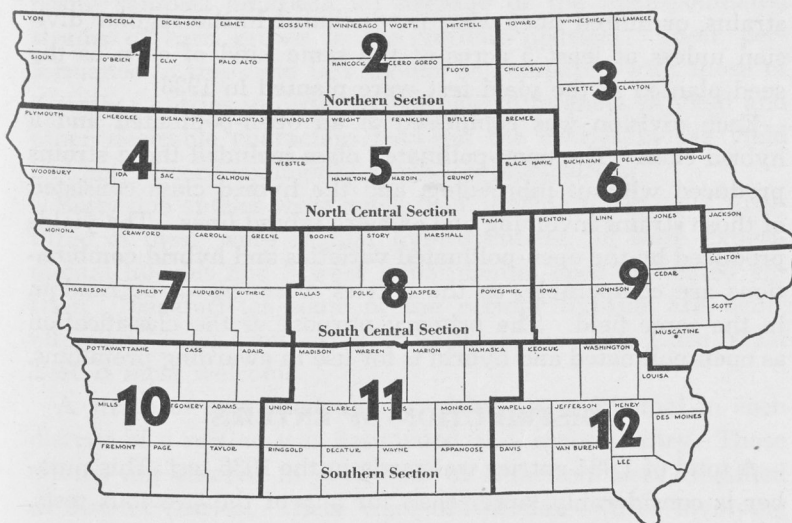 LYON OSCEOLA DICKINSON EMMET KOSSUTH WINNEBAGO WORTH MITCHELL HOWARD WINNESHIEK ALLAMAKEE
1 2 3
SIOUX O'BRIEN CLAY PALO ALTO HANCOCK CERRO GORDO FLOYD CHICKASAW FAYETTE CLAYTON
Northern Section
PLYMOUTH CHEROKEE BUENA VISTA POCAHONTAS HUMBOLDT WRIGHT FRANKLIN BUTLER BREMER
4 5 6
WOODBURY IDA SAC CALHOUN WEBSTER HAMILTON HARDIN GRUNDY BLACK HAWK BUCHANAN DELAWARE DUBUQUE
North Central Section
MONONA CRAWFORD CARROLL GREENE BOONE STORY MARSHALL TAMA BENTON LINN JONES JACKSON
7 8 9
CLINTON
CEDAR
HARRISON SHELBY AUDUBON GUTHRIE DALLAS POLK JASPER POWESHIEK IOWA JOHNSON SCOTT
South Central Section
MUSCATINE
POTTAWATTAMIE CASS ADAIR MADISON WARREN MARION MAHASKA KEOKUK WASHINGTON
LOUISA
10 11 12
MILLS TGOMERY ADAMS UNION CLARKE MONROE WAPELLO JEFFERSON HENRY DES MOINES
FREMONT PAGE TAYLOR RINGGOLD DECATUR WAYNE APPANOOSE DAVIS VAN BUREN LEE
Southern Section